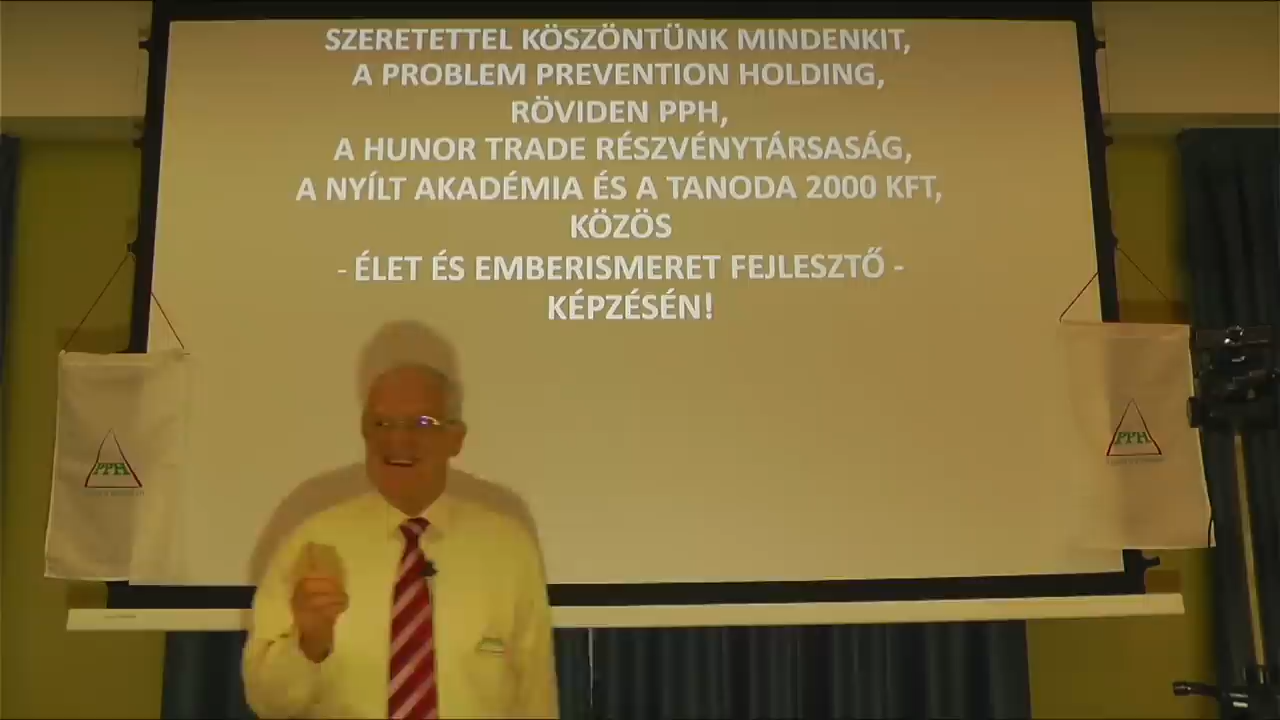 SZERETETTEL KÖSZÖNTÜNK MINDENKIT,
A PROBLEM PREVENTION HOLDING,
RÖVIDEN PPH,
A HUNOR TRADE RÉSZVÉNYTÁRSASÁG,
A NYÍLT AKADÉMIA ÉS A TANODA 2000 KFT,
KÖZÖS
- ÉLET ÉS EMBERISMERET FEJLESZTŐ -
KÉPZÉSÉN!
PPH
PPH